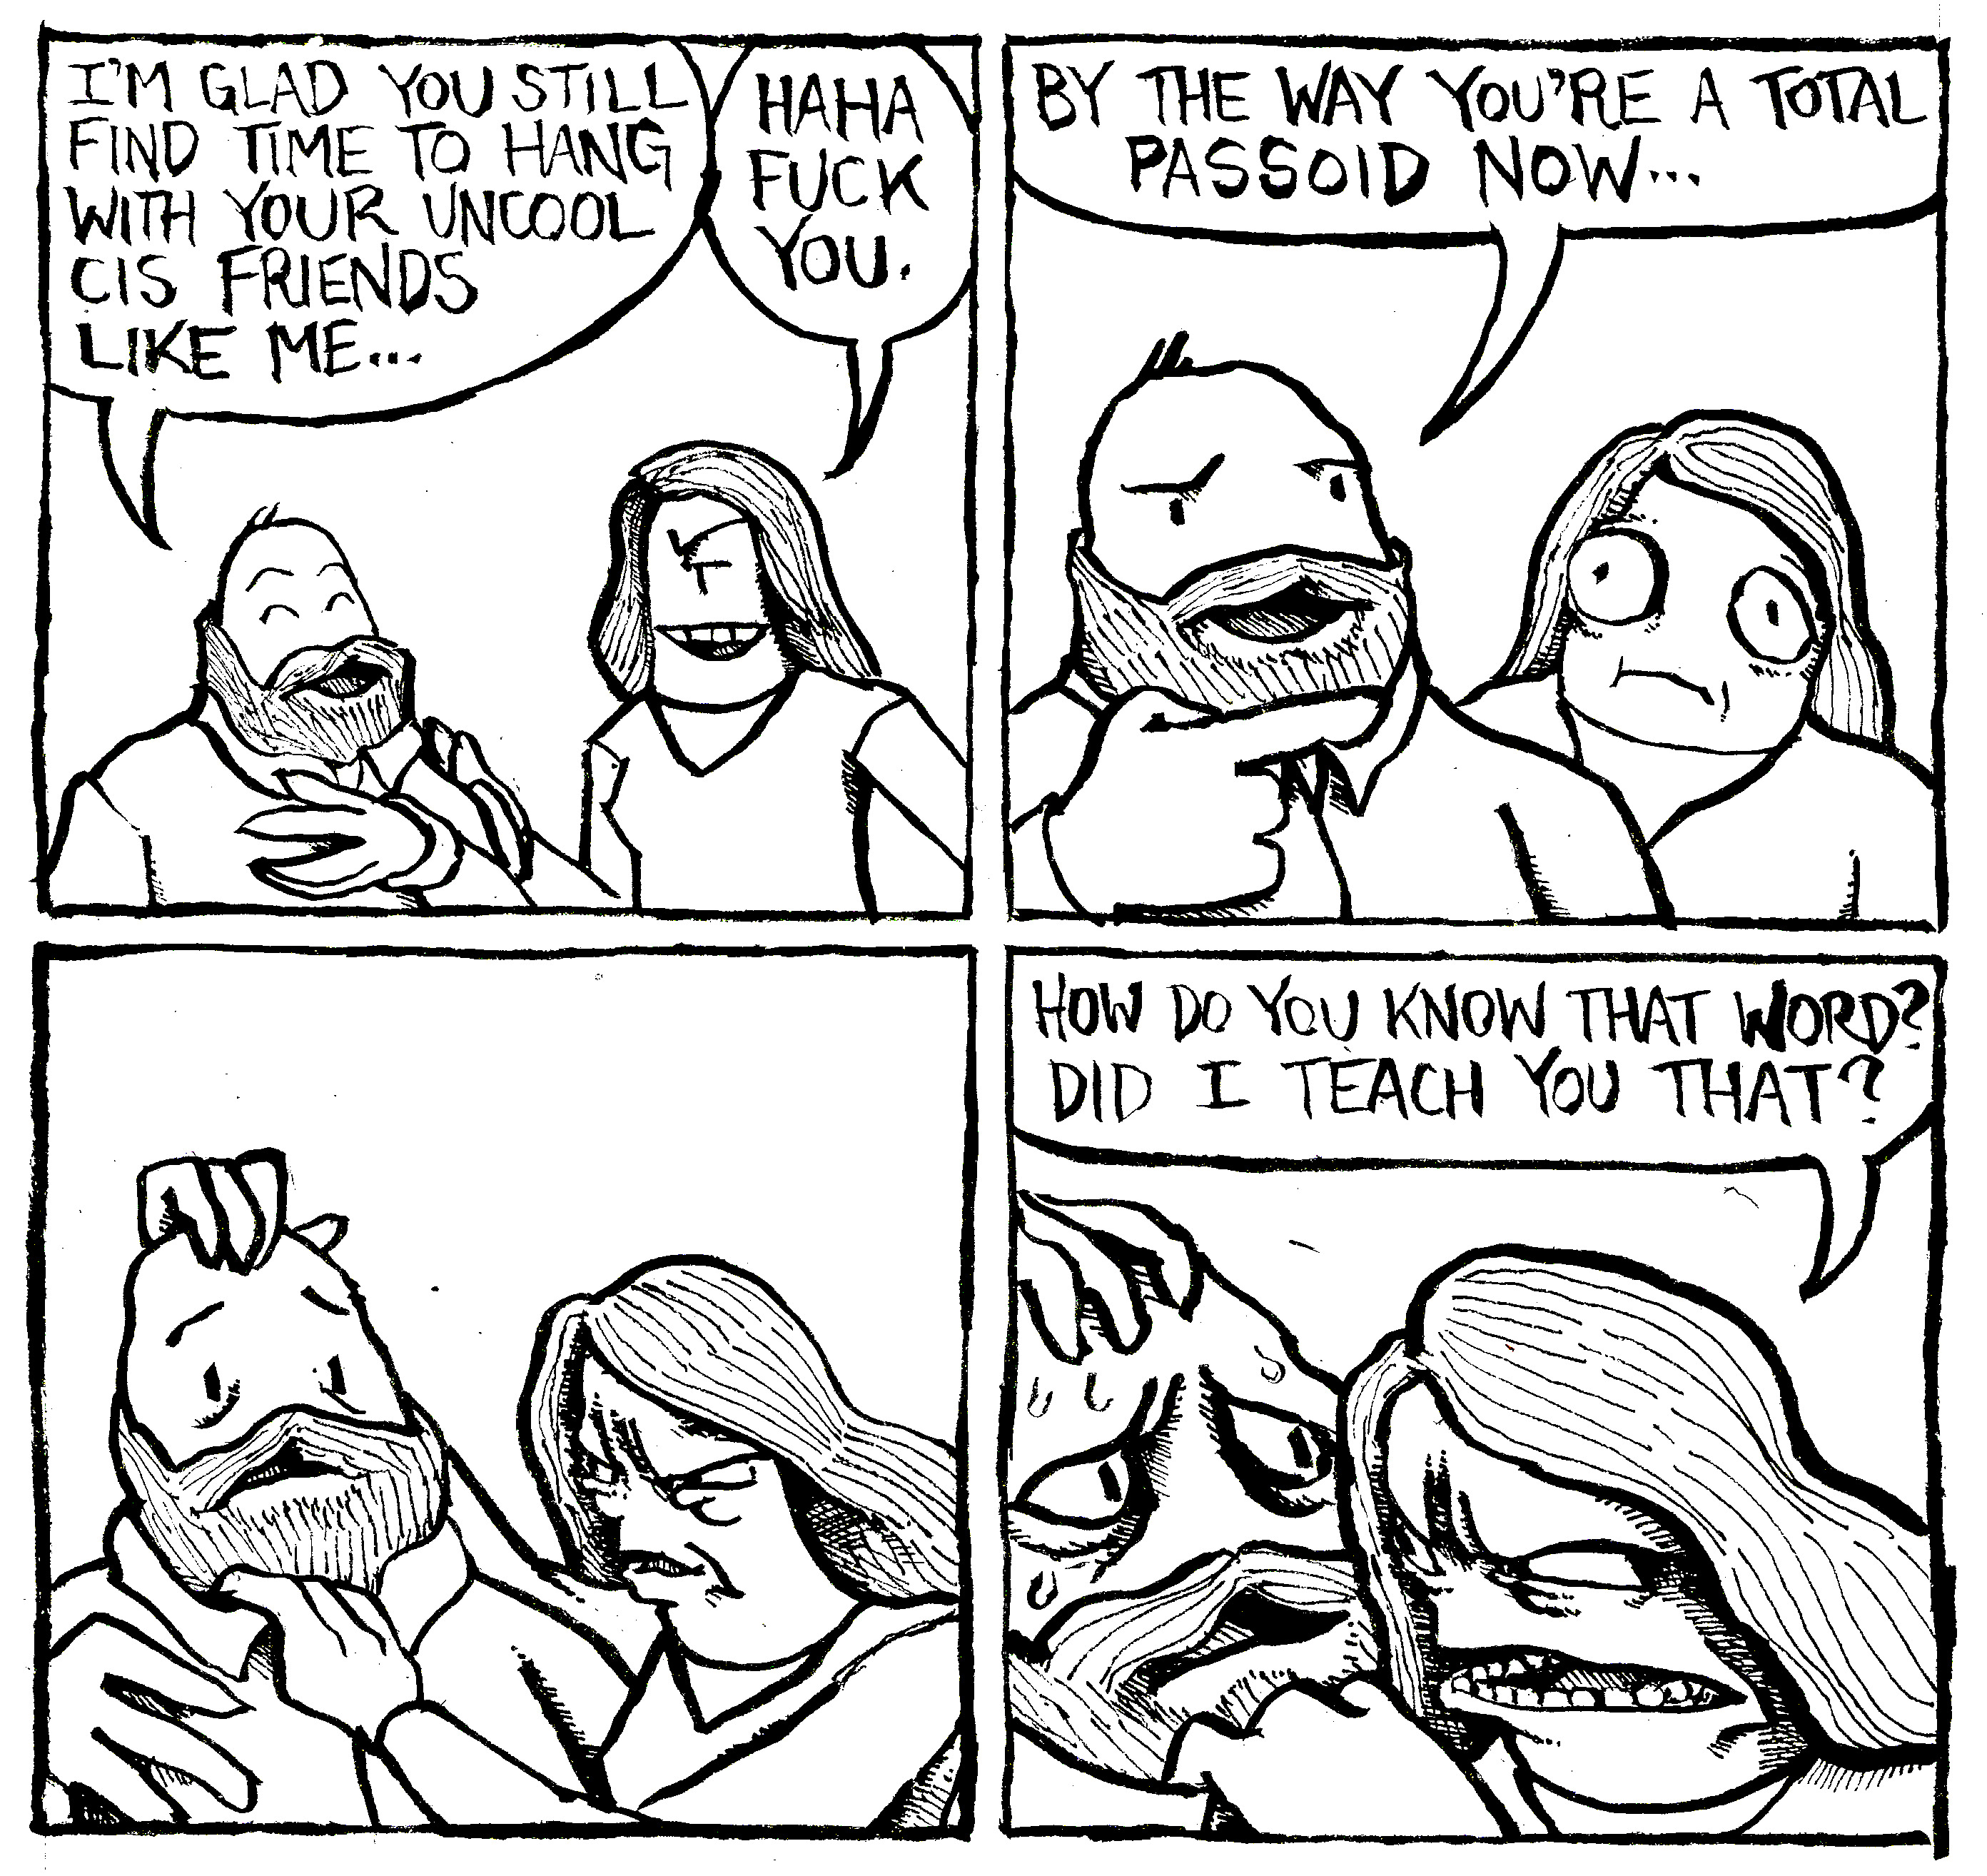 I'M GLAD YOU STILL
FIND TIME TO HANG
WITH YOUR UNCOOL
CIS FRIENDS
LIKE ME...
HAHA
FUCK
YOU.
BY THE WAY YOU'RE A TOTAL
PASSOID NOW...
HOW DO YOU KNOW THAT WORD?
DID I TEACH YOU THAT?